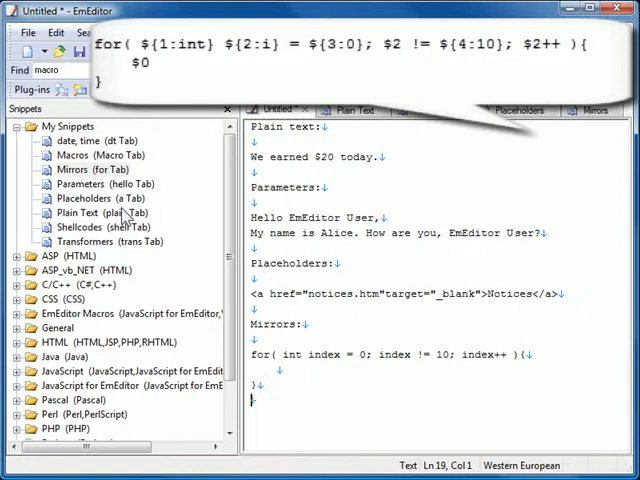 Untitled * - EmEditor
File Edit Sea
Find macro
Plug-ins
for( ${1:int} ${2:i} = ${3:0}; $2 != ${4:10}; $2++ ){
$0
}
Snippets
Untitled *
Plain Text
Placeholders
Mirrors
My Snippets
date, time (dt Tab)
Macros (Macro Tab)
Mirrors (for Tab)
Parameters (hello Tab)
Placeholders (a Tab)
Plain Text (plain Tab)
Shellcodes (shell Tab)
Transformers (trans Tab)
ASP (HTML)
ASP_vb_NET (HTML)
C/C++ (C#,C++)
CSS (CSS)
EmEditor Macros (JavaScript for EmEditor,
General
HTML (HTML,JSP,PHP,RHTML)
Java (Java)
JavaScript (JavaScript,JavaScript for EmE
JavaScript for EmEditor (JavaScript for Em
Pascal (Pascal)
Perl (Perl,PerlScript)
PHP (PHP)
Plain text:↓
↓
We earned $20 today.↓
↓
Parameters:↓
↓
Hello EmEditor User,↓
My name is Alice. How are you, EmEditor User?↓
↓
Placeholders:↓
↓
<a href="notices.htm"target="_blank">Notices</a>↓
↓
Mirrors:↓
↓
for( int index = 0; index != 10; index++ ){↓
↓
}↓
Text Ln 19, Col 1 Western European